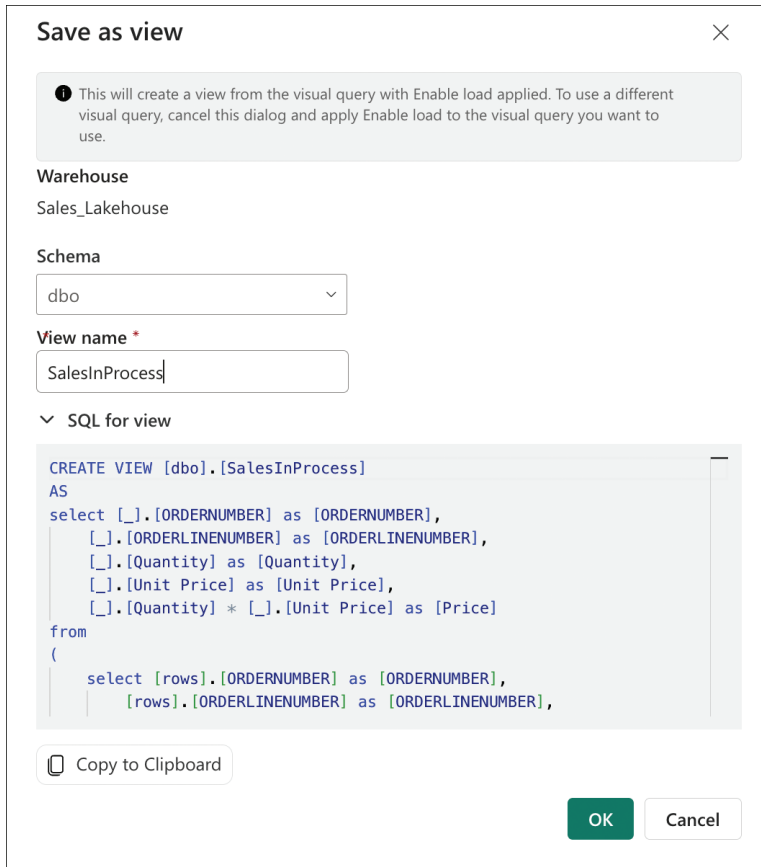 Save as view
This will create a view from the visual query with Enable load applied. To use a different
visual query, cancel this dialog and apply Enable load to the visual query you want to
use.
Warehouse
Sales_Lakehouse
Schema
dbo
View name *
SalesInProcess
SQL for view
CREATE VIEW [dbo].[SalesInProcess]
AS
select [_].[ORDERNUMBER] as [ORDERNUMBER],
    [_].[ORDERLINENUMBER] as [ORDERLINENUMBER],
    [_].[Quantity] as [Quantity],
    [_].[Unit Price] as [Unit Price],
    [_].[Quantity] * [_].[Unit Price] as [Price]
from
(
    select [rows].[ORDERNUMBER] as [ORDERNUMBER],
        [rows].[ORDERLINENUMBER] as [ORDERLINENUMBER],
Copy to Clipboard
OK Cancel